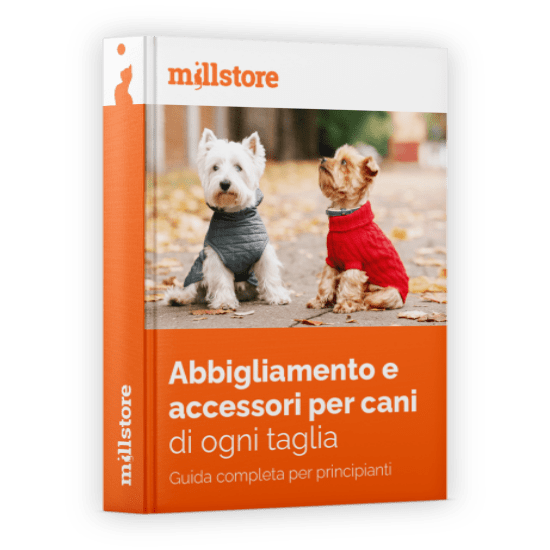 millstore
Abbigliamento e
accessori per cani
di ogni taglia
Guida completa per principianti
millstore